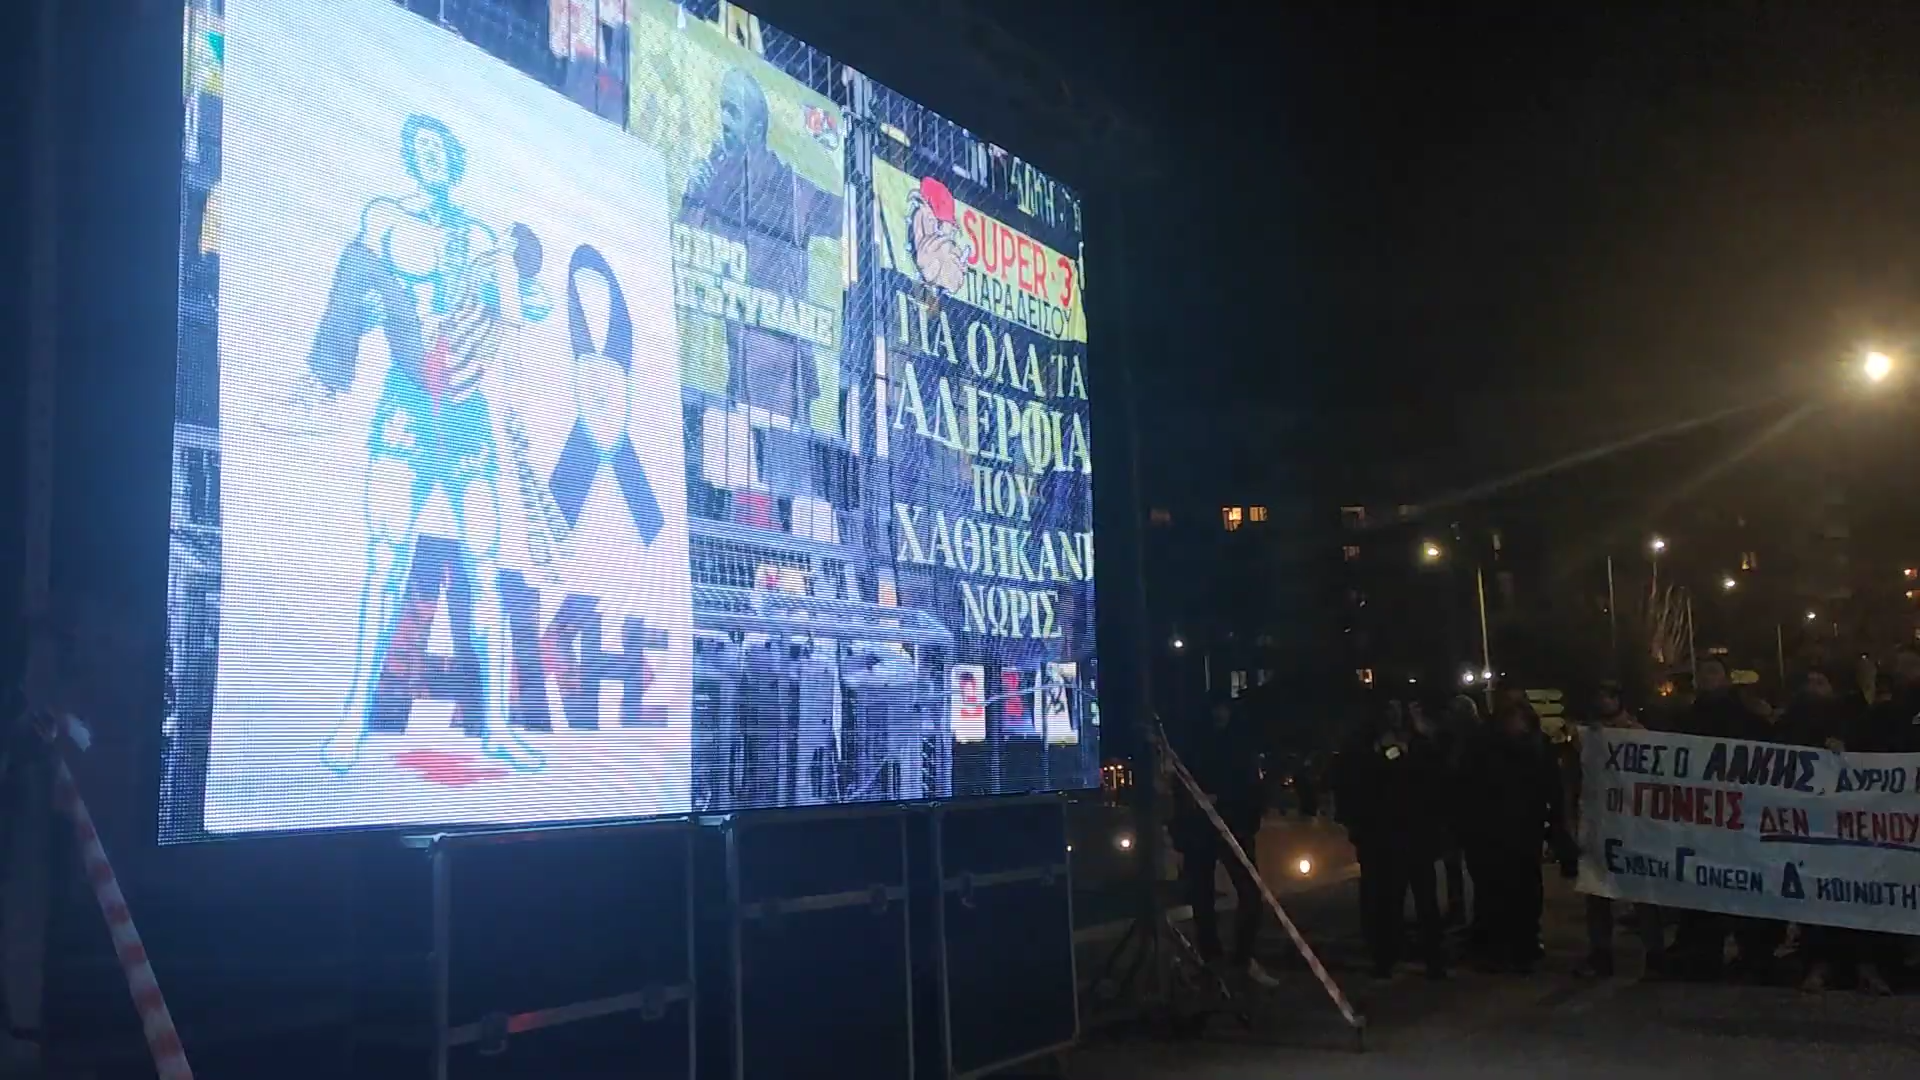 ΑΛΚΗΣ
SUPER-3
ΠΑΡΑΔΕΙΣΟΥ
ΓΙΑ ΟΛΑ ΤΑ
ΑΔΕΡΦΙΑ
ΠΟΥ
ΧΑΘΗΚΑΝΕ
ΝΩΡΙΣ
ΧΘΕΣ Ο ΑΛΚΗΣ, ΑΥΡΙΟ
ΟΙ ΓΟΝΕΙΣ ΔΕΝ ΜΕΝΟΥ
ΕΝΩΣΗ ΓΟΝΕΩΝ Δ' ΚΟΙΝΟΤΗ